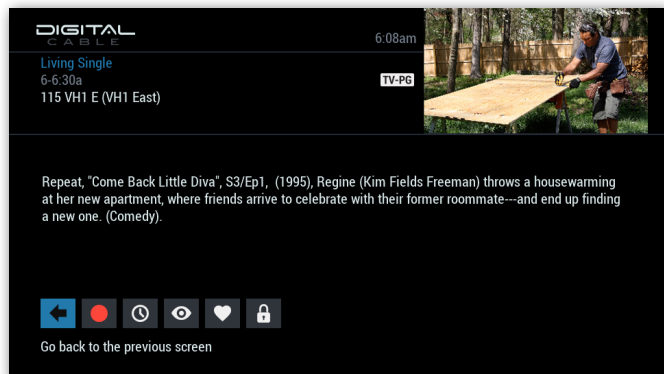 DIGITAL
CABLE
6:08am
Living Single
6-6:30a
TV-PG
115 VH1 E (VH1 East)
Repeat, "Come Back Little Diva", S3/Ep1,  (1995), Regine (Kim Fields Freeman) throws a housewarming
at her new apartment, where friends arrive to celebrate with their former roommate---and end up finding
a new one. (Comedy).
Go back to the previous screen